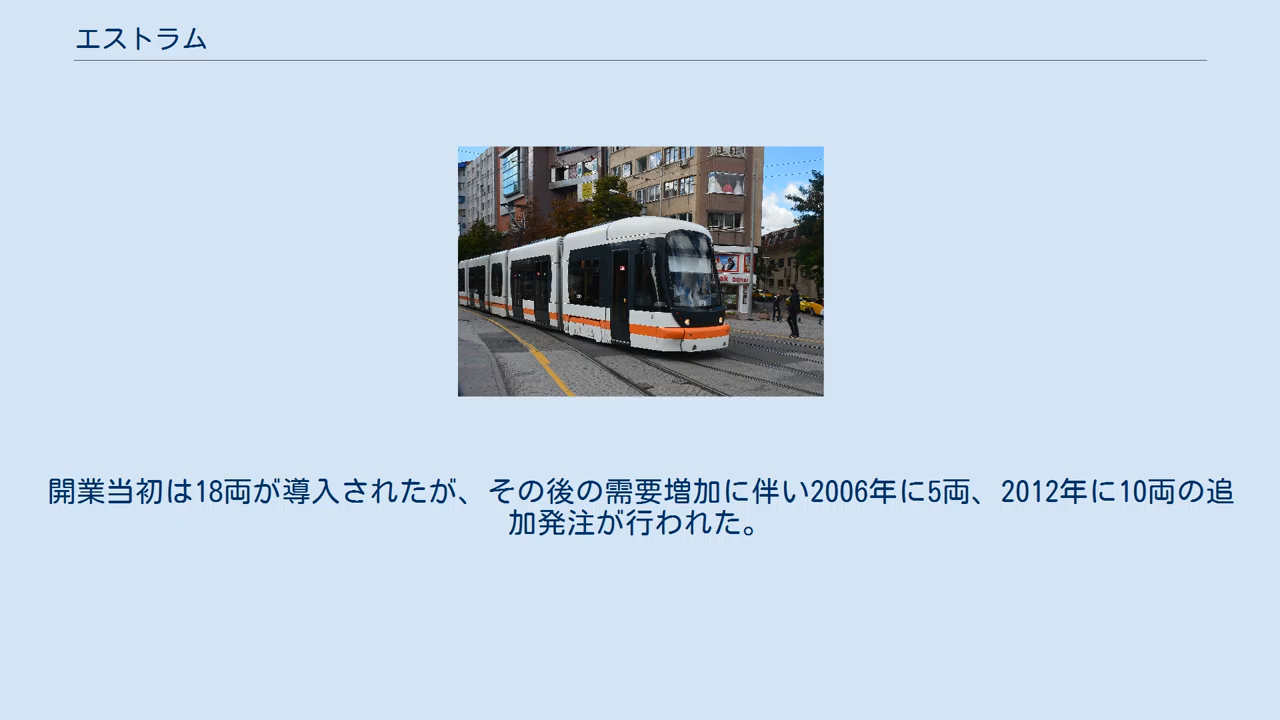 エストラム
開業当初は18両が導入されたが、その後の需要増加に伴い2006年に5両、2012年に10両の追
加発注が行われた。